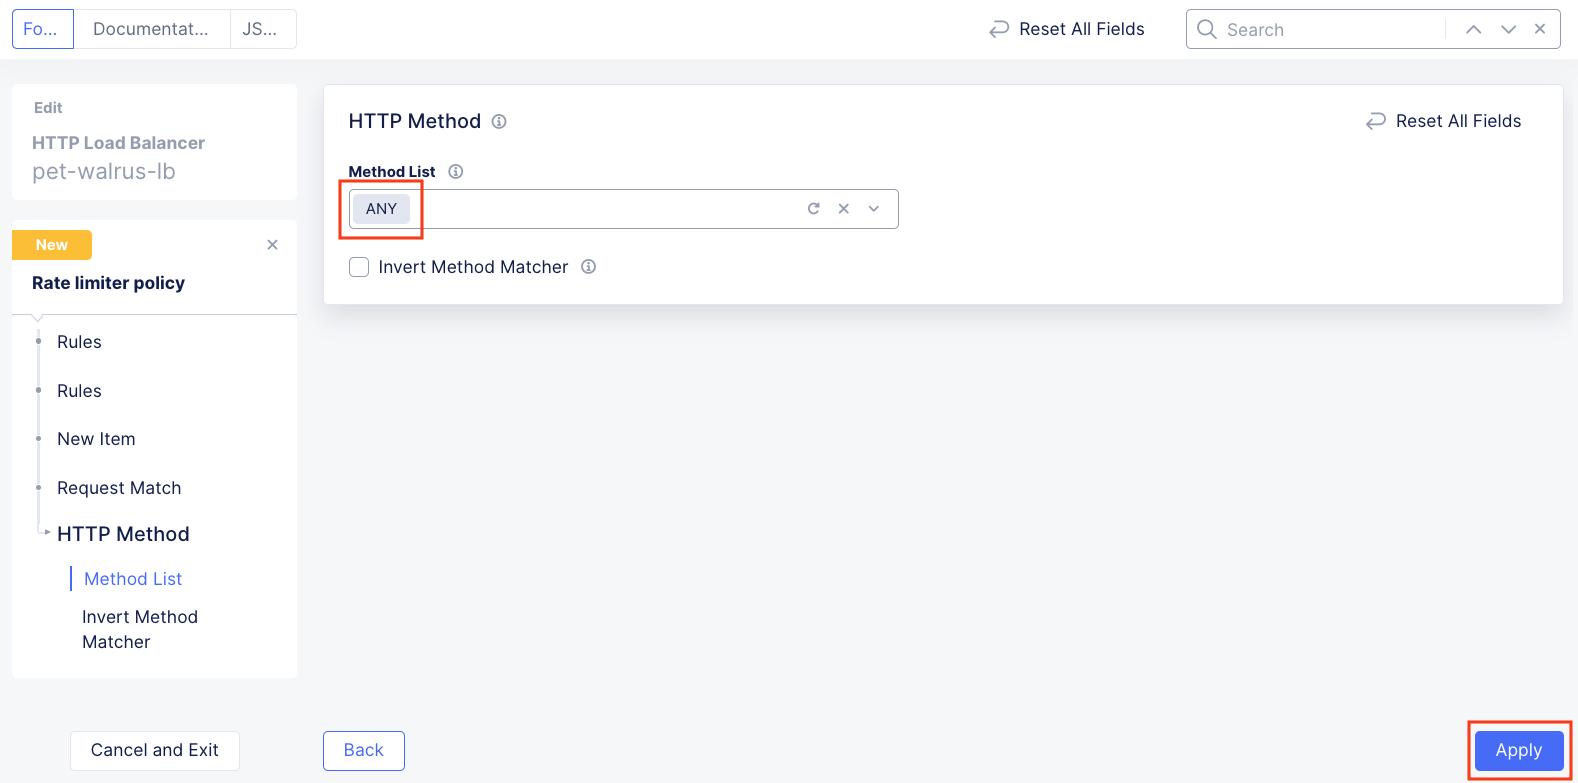 Fo...
Documentat...
JS...
Reset All Fields
Search
Edit
HTTP Load Balancer
pet-walrus-lb
New
Rate limiter policy
Rules
Rules
New Item
Request Match
HTTP Method
Method List
Invert Method
Matcher
HTTP Method
Reset All Fields
Method List
ANY
Invert Method Matcher
Cancel and Exit
Back
Apply